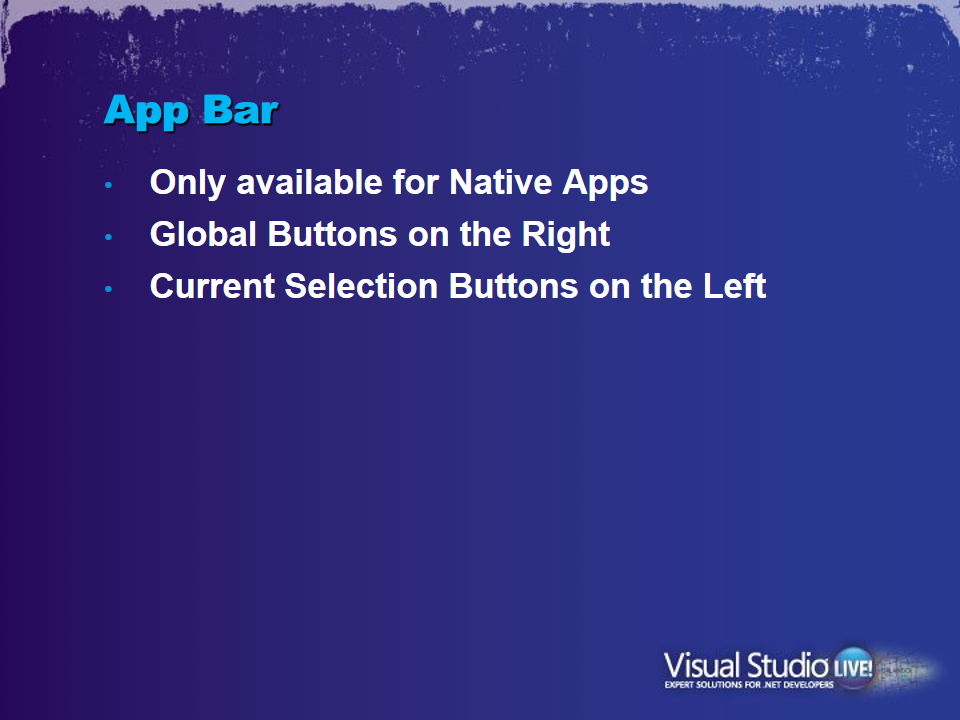 App Bar
• Only available for Native Apps
• Global Buttons on the Right
• Current Selection Buttons on the Left
Visual Studio LIVE!
EXPERT SOLUTIONS FOR .NET DEVELOPERS